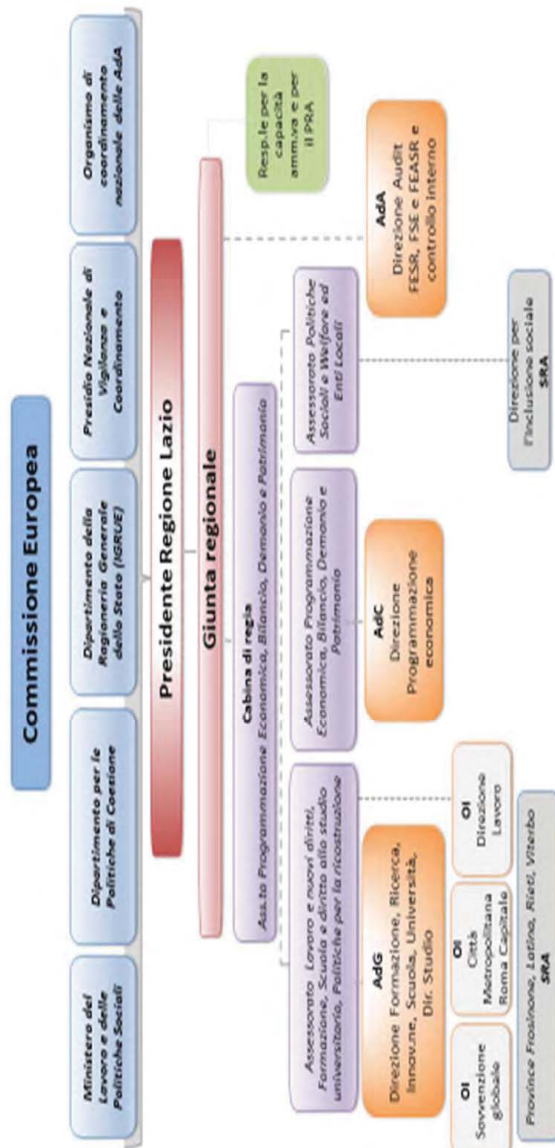 Commissione Europea
Ministero del
Lavoro e delle
Politiche Sociali
Dipartimento per le
Politiche di Coesione
Dipartimento della
Ragioneria Generale
dello Stato (IGRUE)
Presidio Nazionale di
Vigilanza e
Coordinamento
Organismo di
coordinamento
nazionale delle AdA
Presidente Regione Lazio
Giunta regionale
Cabina di regia
Ass.to Programmazione Economica, Bilancio, Demanio e Patrimonio
Resp.le per la
capacità
amm.va e per
il PRA
Assessorato Lavoro e nuovi diritti,
Formazione, Scuola e diritto allo studio
universitario, Politiche per la ricostruzione
Assessorato Programmazione
Economica, Bilancio, Demanio e
Patrimonio
Assessorato Politiche
Sociali e Welfare ed
Enti Locali
AdG
Direzione Formazione, Ricerca,
Innov.ne, Scuola, Università,
Dir. Studio
AdC
Direzione
Programmazione
economica
AdA
Direzione Audit
FESR, FSE e FEASR e
controllo interno
OI
Sovvenzione
globale
OI
Città
Metropolitana
Roma Capitale
OI
Direzione
Lavoro
Direzione per
l'inclusione sociale
SRA
Province Frosinone, Latina, Rieti, Viterbo
SRA